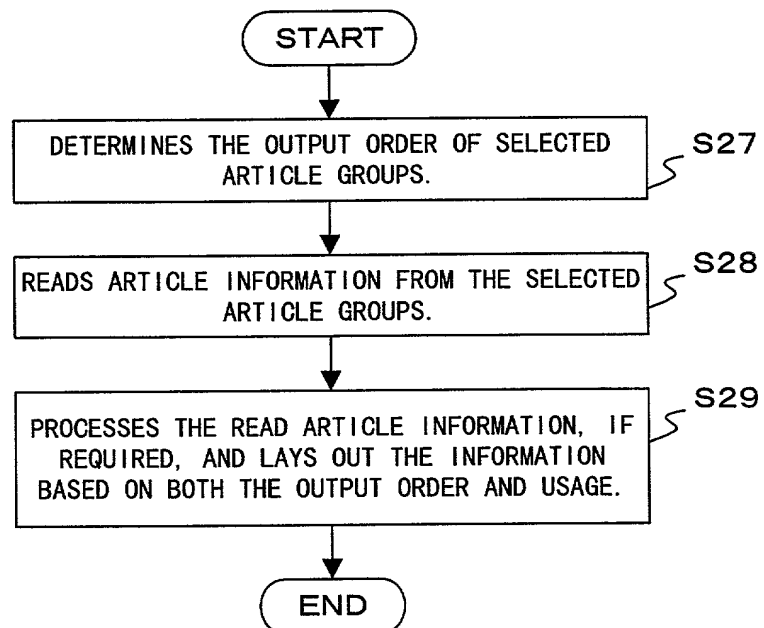 START
DETERMINES THE OUTPUT ORDER OF SELECTED
ARTICLE GROUPS.
S27
READS ARTICLE INFORMATION FROM THE SELECTED
ARTICLE GROUPS.
S28
PROCESSES THE READ ARTICLE INFORMATION, IF
REQUIRED, AND LAYS OUT THE INFORMATION
BASED ON BOTH THE OUTPUT ORDER AND USAGE.
S29
END